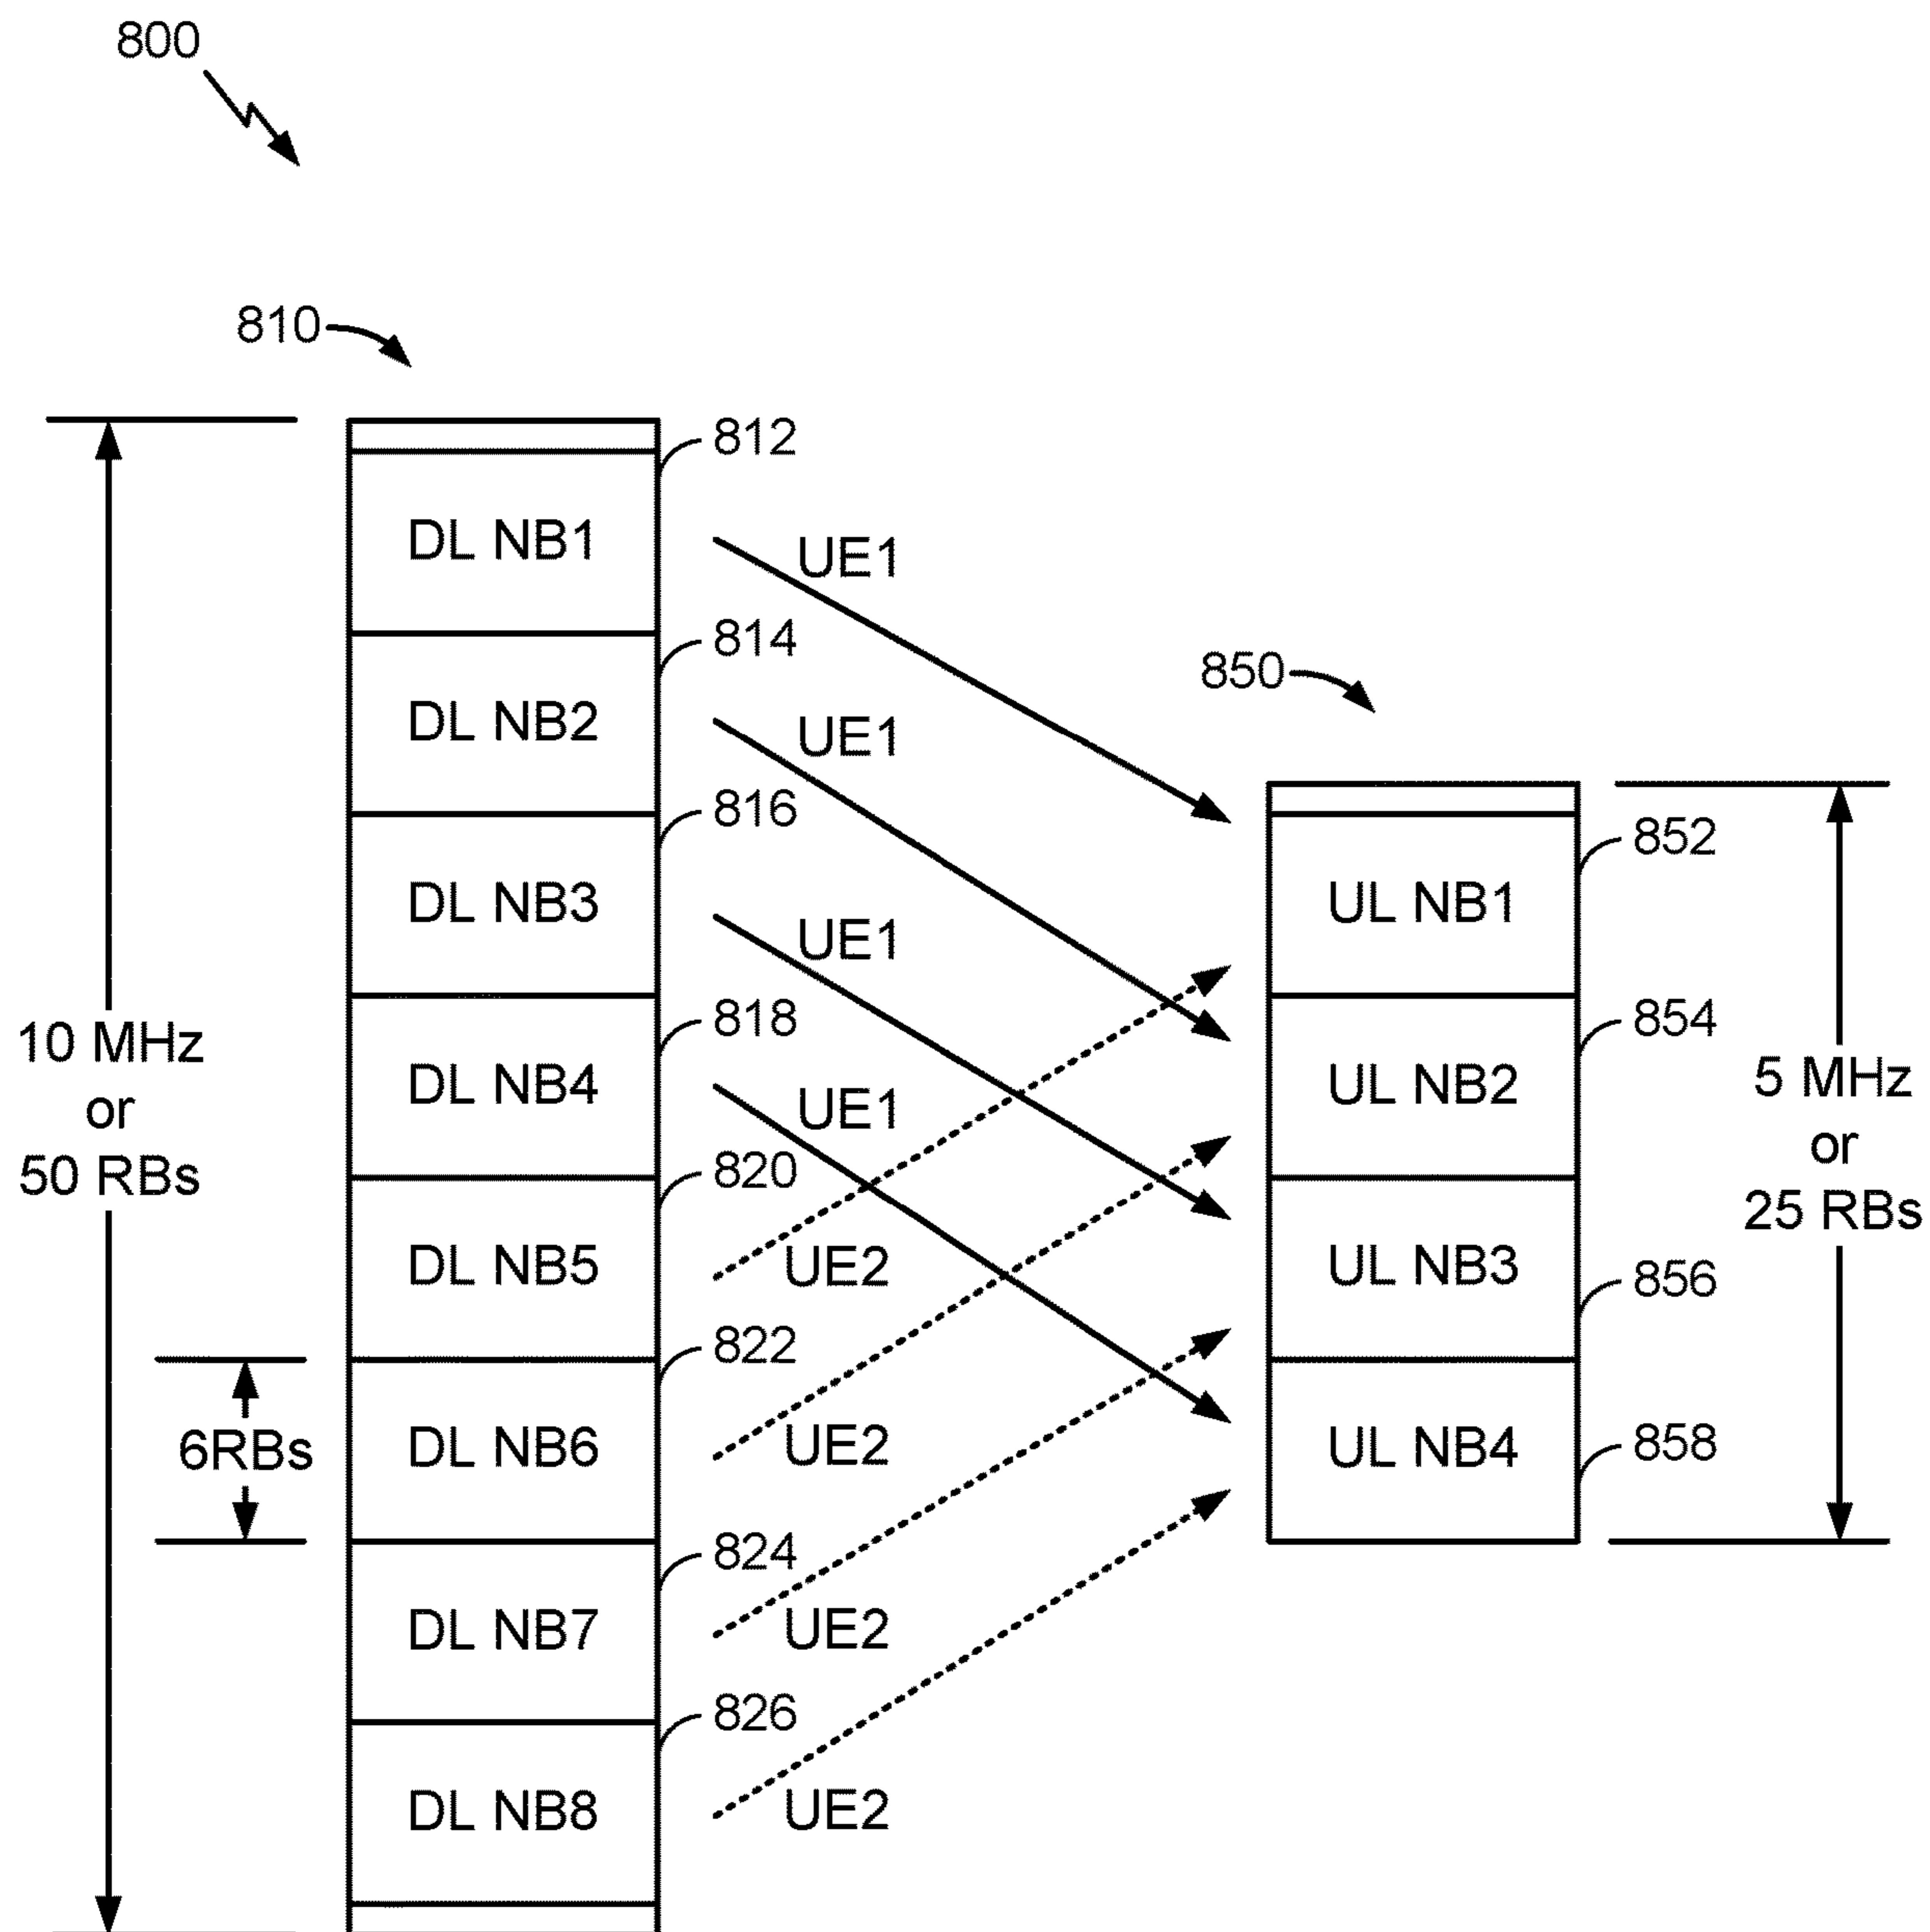 800
810
812
DL NB1
UE1
814
DL NB2
UE1
850
816
852
DL NB3
UE1
UL NB1
818
854
10 MHz
or
50 RBs
DL NB4
UE1
UL NB2
5 MHz
or
25 RBs
820
DL NB5
UE2
UL NB3
856
822
6RBs
DL NB6
UE2
UL NB4
858
824
DL NB7
UE2
826
DL NB8
UE2